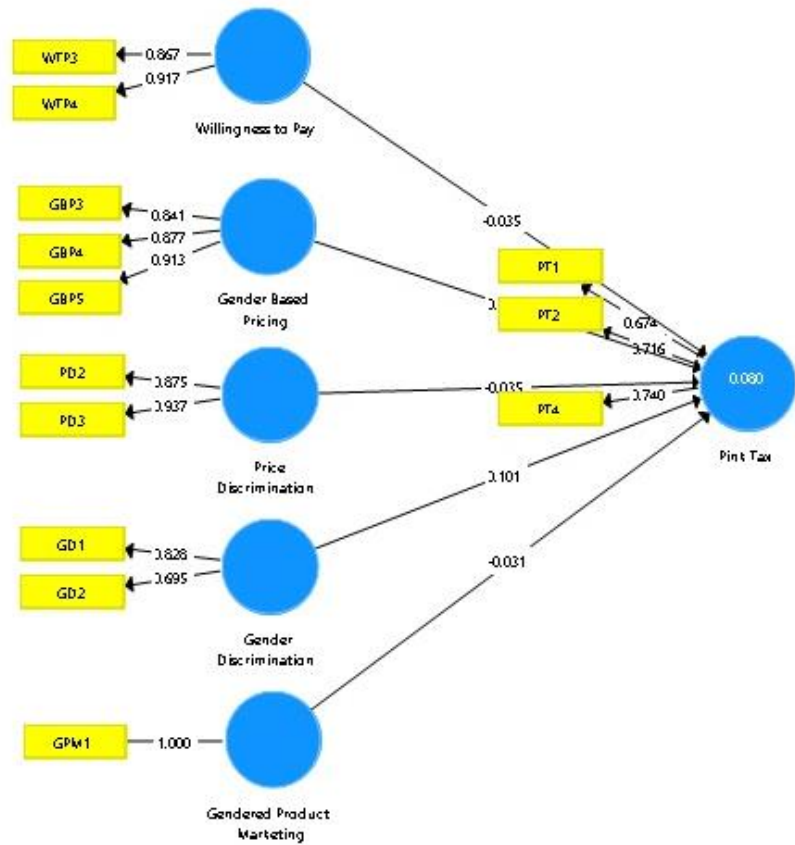 WTP3
0.867
WTP4
0.917
Willingness to Pay
-0.035
GBP3
0.841
GBP4
0.877
GBP5
0.913
Gender Based
Pricing
PT1
0.674
PT2
0.716
PT4
0.740
0.080
Pink Tax
PD2
0.875
PD3
0.937
-0.035
Price
Discrimination
0.101
GD1
0.828
GD2
0.695
Gender
Discrimination
-0.031
GPM1
1.000
Gendered Product
Marketing